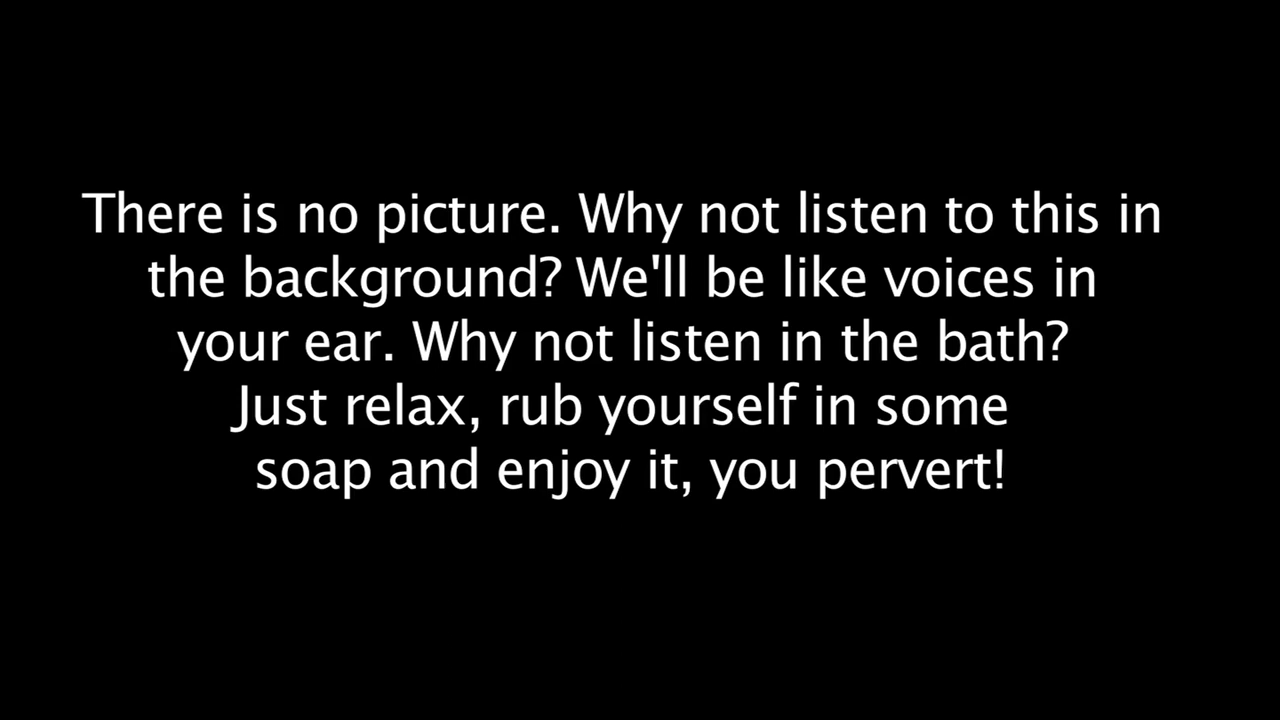 There is no picture. Why not listen to this in
the background? We'll be like voices in
your ear. Why not listen in the bath?
Just relax, rub yourself in some
soap and enjoy it, you pervert!